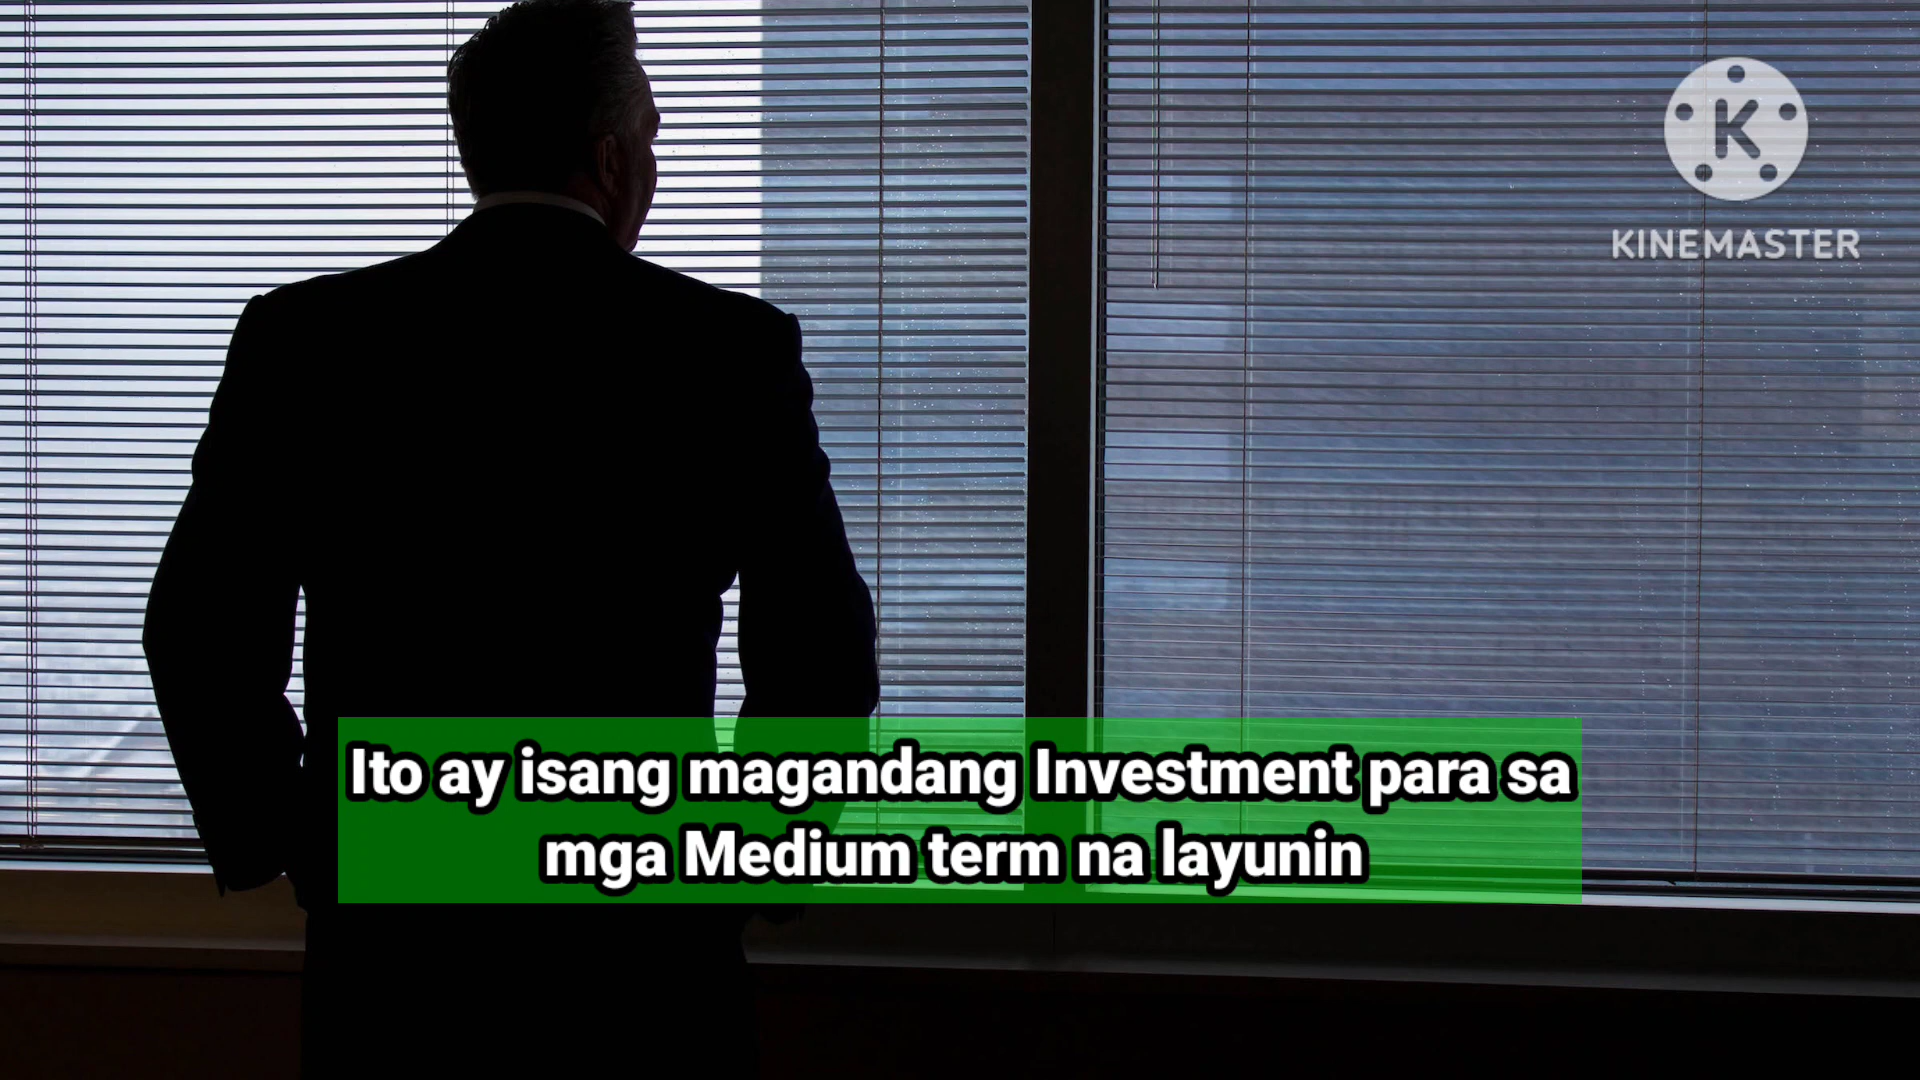 K
KINEMASTER
Ito ay isang magandang Investment para sa
mga Medium term na layunin